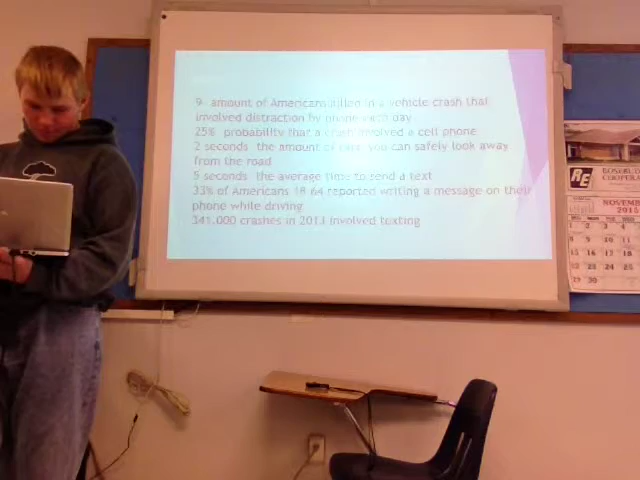 9 amount of Americans killed in a vehicle crash that
involved distraction by phone each day
25% probability that a crash involved a cell phone
2 seconds the amount of time you can safely look away
from the road
5 seconds the average time to send a text
33% of Americans 18-64 reported writing a message on their
phone while driving
341,000 crashes in 2013 involved texting
RE
NOVEM